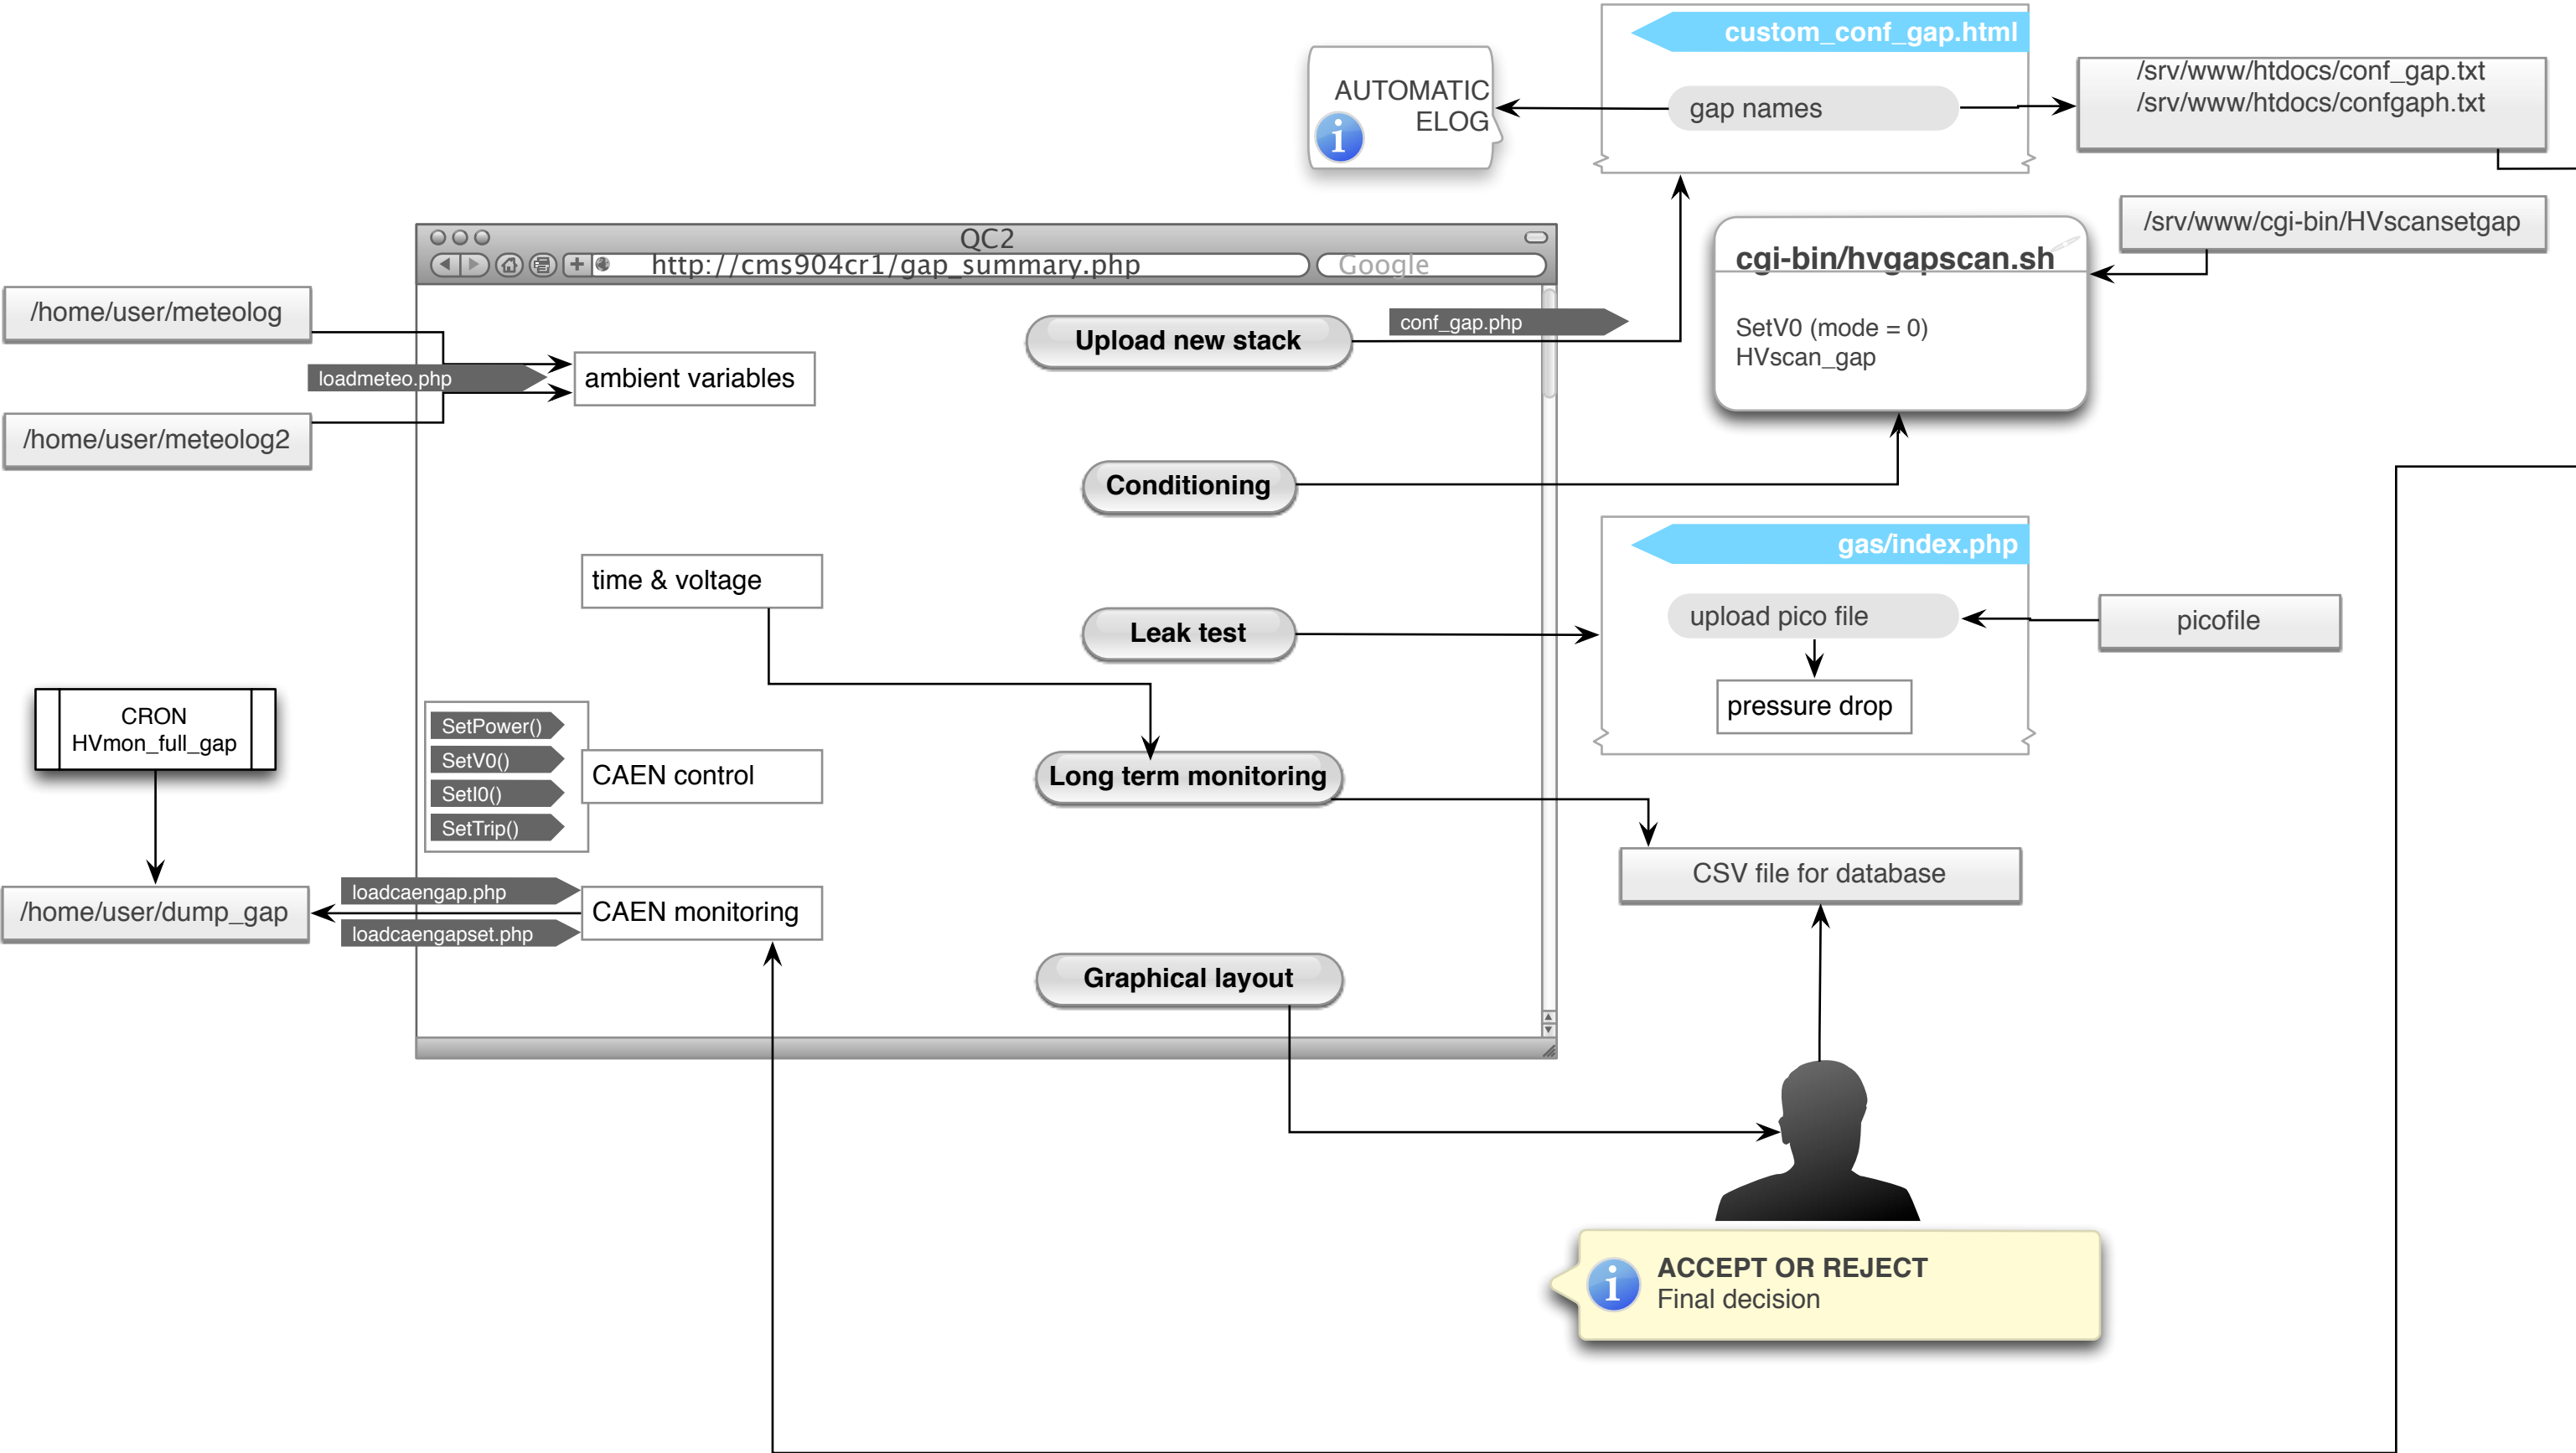 custom_conf_gap.html
AUTOMATIC
ELOG
gap names
/srv/www/htdocs/conf_gap.txt
/srv/www/htdocs/confgaph.txt
/srv/www/cgi-bin/HVscansetgap
QC2
http://cms904cr1/gap_summary.php
Google
cgi-bin/hvgapscan.sh
SetV0 (mode = 0)
HVscan_gap
/home/user/meteolog
loadmeteo.php
/home/user/meteolog2
ambient variables
Upload new stack
conf_gap.php
Conditioning
gas/index.php
time & voltage
Leak test
upload pico file
picofile
pressure drop
CRON
HVmon_full_gap
SetPower()
SetV0()
SetI0()
SetTrip()
CAEN control
Long term monitoring
CSV file for database
/home/user/dump_gap
loadcaengap.php
loadcaengapset.php
CAEN monitoring
Graphical layout
ACCEPT OR REJECT
Final decision